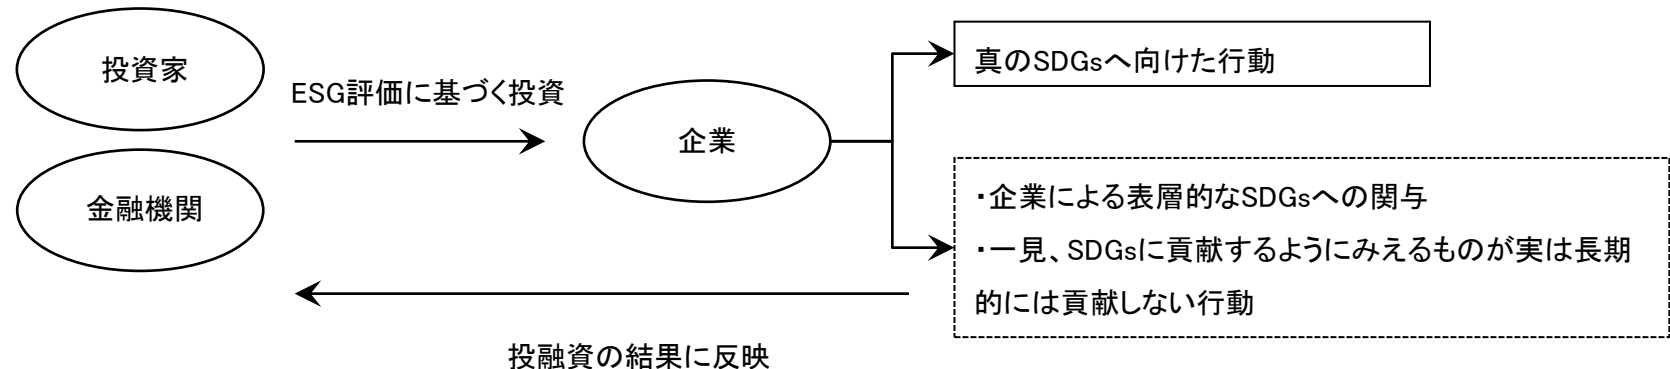 投資家
金融機関
ESG評価に基づく投資
企業
真のSDGsへ向けた行動
・企業による表層的なSDGsへの関与
・一見、SDGsに貢献するようにみえるものが実は長期
的には貢献しない行動
投融資の結果に反映